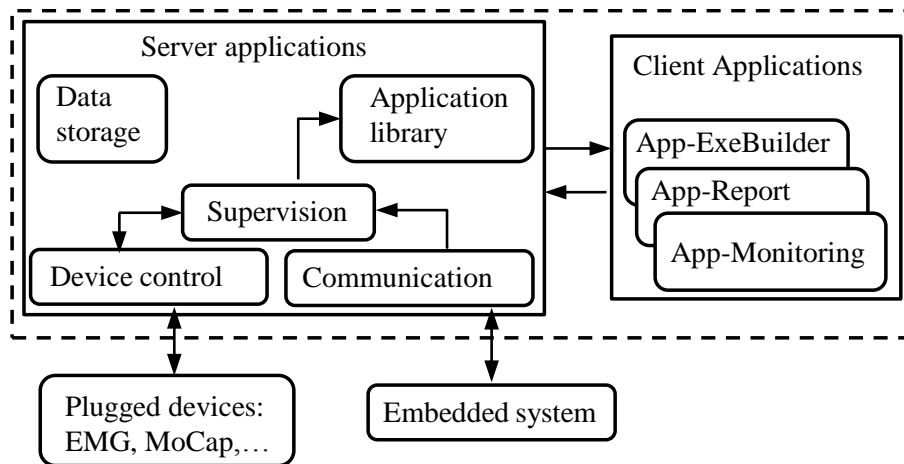 Server applications
Data
storage
Application
library
Supervision
Device control
Communication
Client Applications
App-ExeBuilder
App-Report
App-Monitoring
Plugged devices:
EMG, MoCap,…
Embedded system